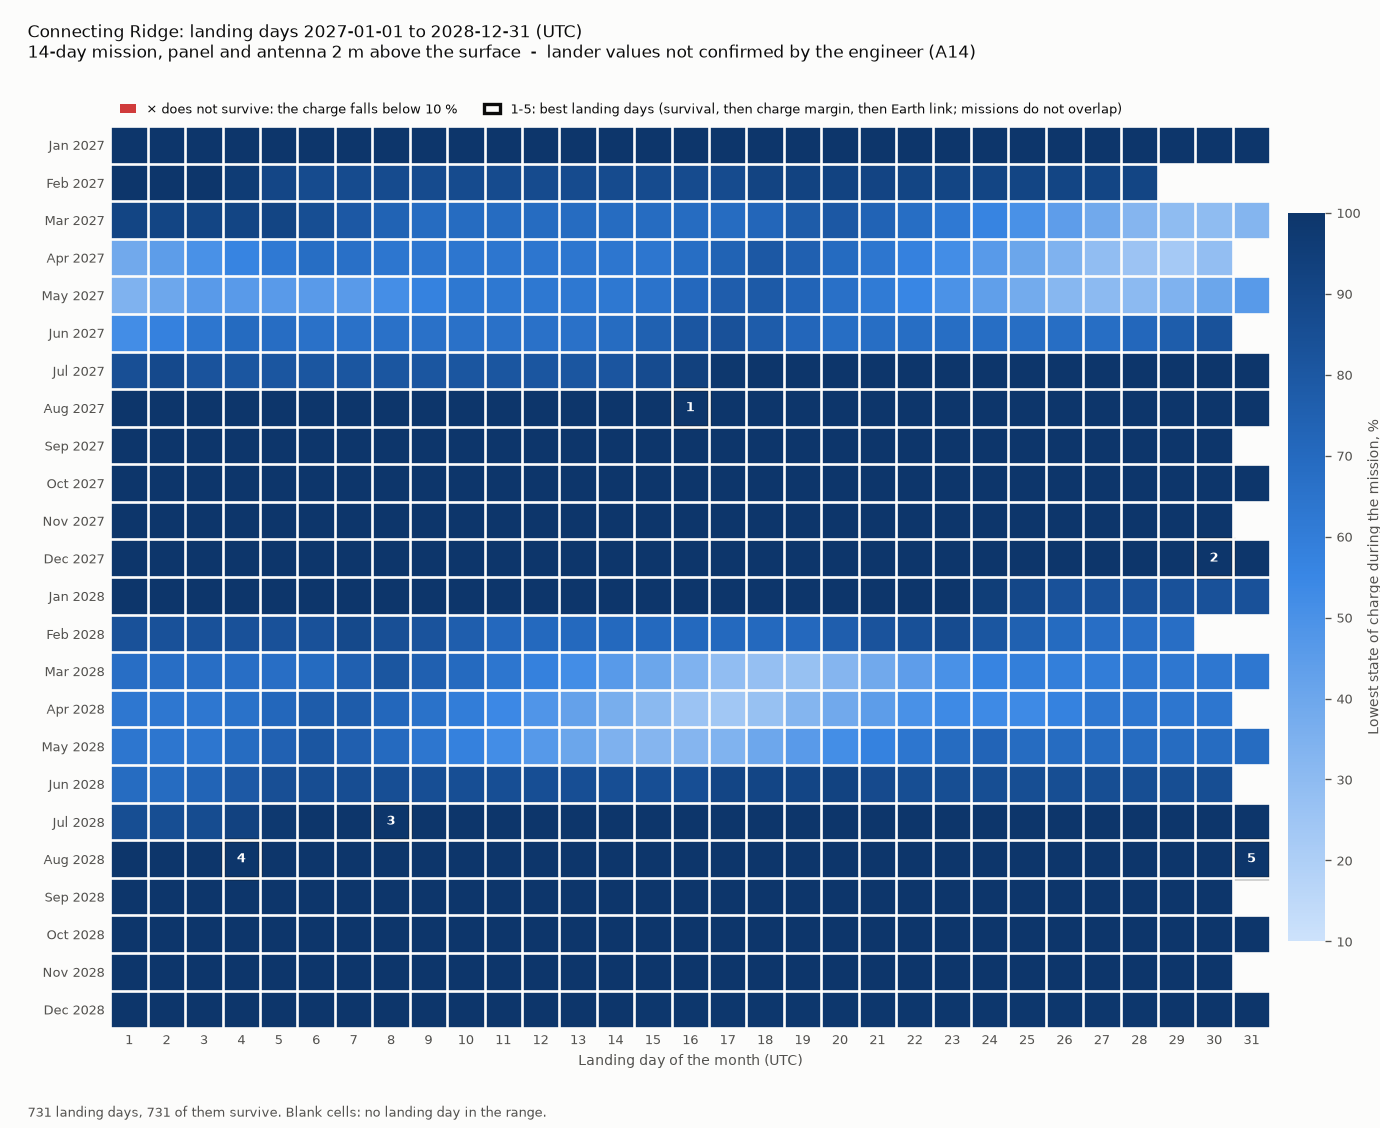 Connecting Ridge: landing days 2027-01-01 to 2028-12-31 (UTC)
14-day mission, panel and antenna 2 m above the surface - lander values not confirmed by the engineer (A14)
× does not survive: the charge falls below 10 %
1-5: best landing days (survival, then charge margin, then Earth link; missions do not overlap)
Jan 2027
Feb 2027
Mar 2027
Apr 2027
May 2027
Jun 2027
Jul 2027
Aug 2027
1
Sep 2027
Oct 2027
Nov 2027
Dec 2027
2
Jan 2028
Feb 2028
Mar 2028
Apr 2028
May 2028
Jun 2028
Jul 2028
3
Aug 2028
4
5
Sep 2028
Oct 2028
Nov 2028
Dec 2028
1 2 3 4 5 6 7 8 9 10 11 12 13 14 15 16 17 18 19 20 21 22 23 24 25 26 27 28 29 30 31
Landing day of the month (UTC)
100
90
80
70
60
50
40
30
20
10
Lowest state of charge during the mission, %
731 landing days, 731 of them survive. Blank cells: no landing day in the range.